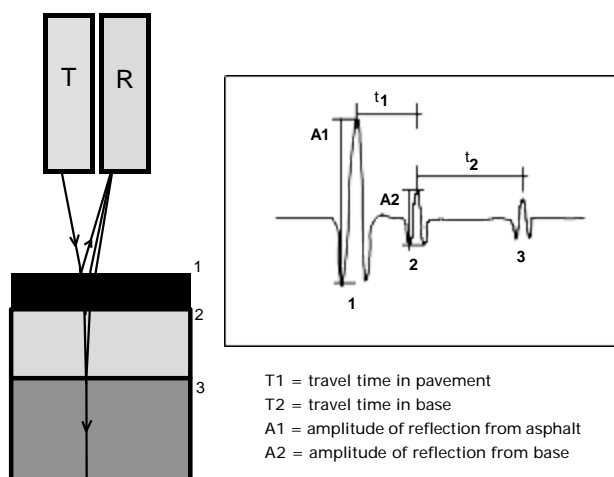 T R
1
2
3
t1
A1
t2
A2
2
3
1
T1 = travel time in pavement
T2 = travel time in base
A1 = amplitude of reflection from asphalt
A2 = amplitude of reflection from base